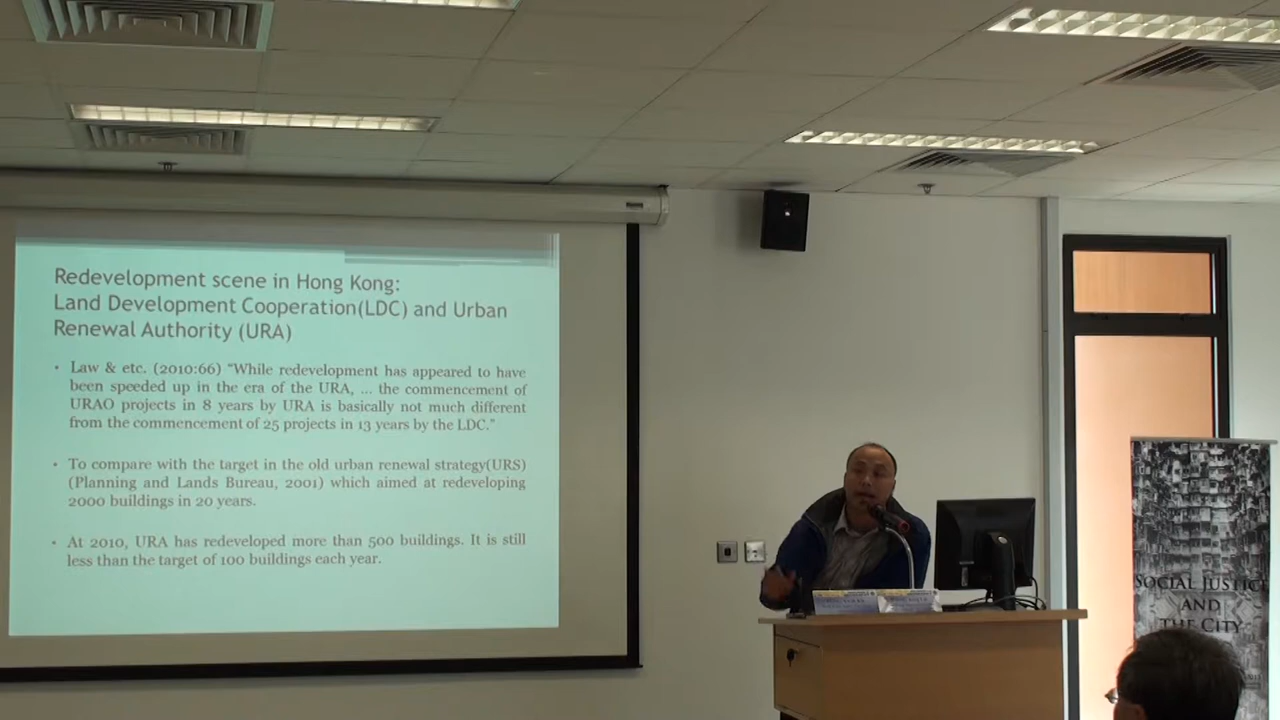 Redevelopment scene in Hong Kong:
Land Development Cooperation(LDC) and Urban
Renewal Authority (URA)
• Law & etc. (2010:66) “While redevelopment has appeared to have
been speeded up in the era of the URA, ... the commencement of
URAO projects in 8 years by URA is basically not much different
from the commencement of 25 projects in 13 years by the LDC.”
• To compare with the target in the old urban renewal strategy(URS)
(Planning and Lands Bureau, 2001) which aimed at redeveloping
2000 buildings in 20 years.
• At 2010, URA has redeveloped more than 500 buildings. It is still
less than the target of 100 buildings each year.
SOCIAL JUSTICE
AND
THE CITY